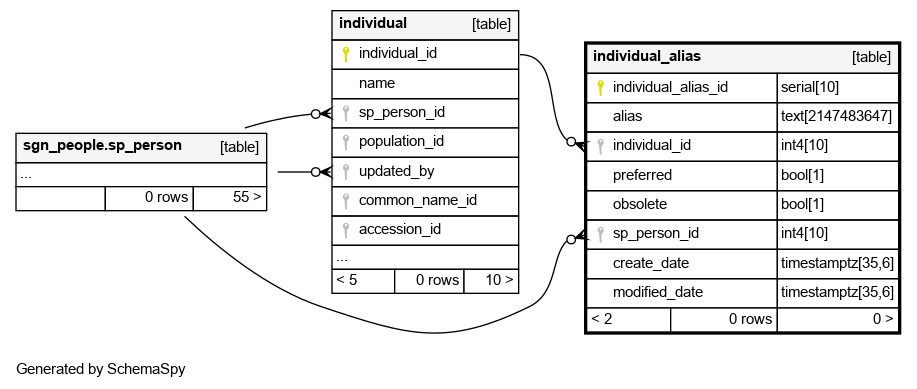 individual [table]
individual_id
name
sp_person_id
population_id
updated_by
common_name_id
accession_id
...
< 5 0 rows 10 >
individual_alias [table]
individual_alias_id serial[10]
alias text[2147483647]
individual_id int4[10]
preferred bool[1]
obsolete bool[1]
sp_person_id int4[10]
create_date timestamptz[35,6]
modified_date timestamptz[35,6]
< 2 0 rows 0 >
sgn_people.sp_person [table]
...
0 rows 55 >
Generated by SchemaSpy